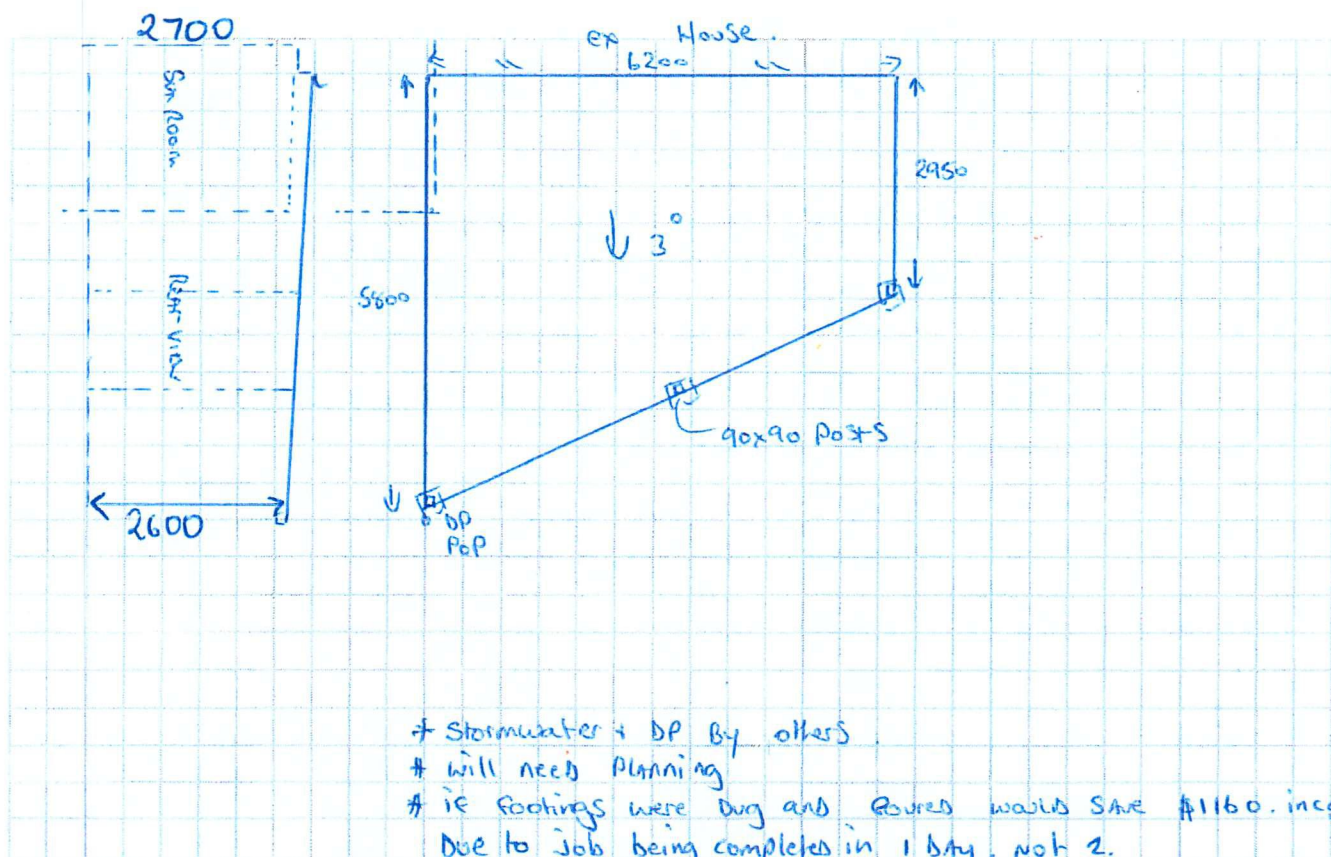 2700
ex House.
6200
Sun Room
2950
↓ 3°
5800
Rear View
90x90 Posts
2600
DP
PoP
* Stormwater + DP By others.
# will need Planning
# if footings were Dug and Poured would Save $1160. inc
Due to job being completed in 1 DAY. not 2.